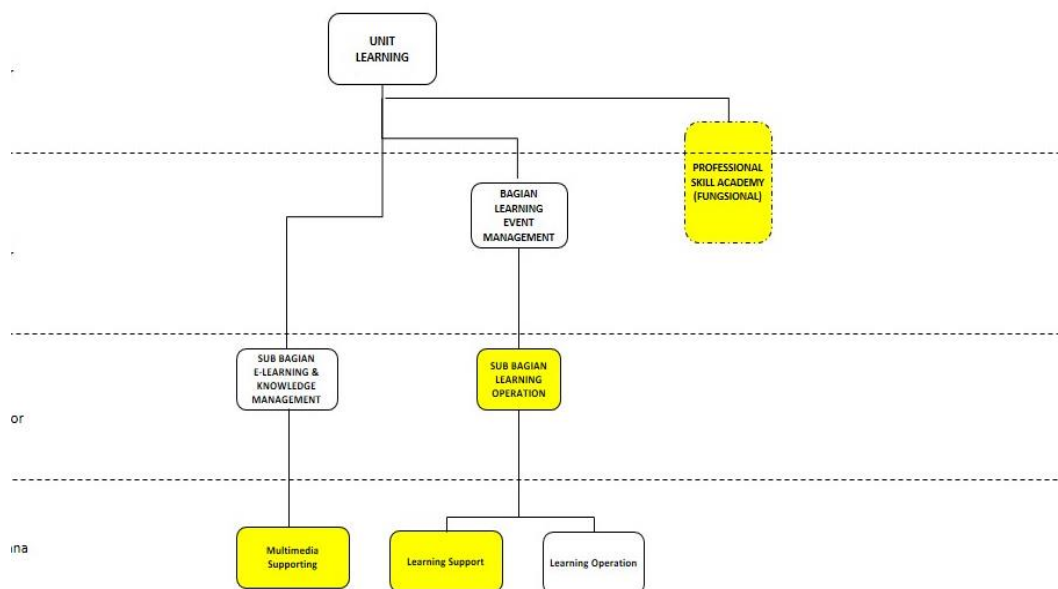 UNIT
LEARNING
PROFESSIONAL
SKILL ACADEMY
(FUNGSIONAL)
BAGIAN
LEARNING
EVENT
MANAGEMENT
SUB BAGIAN
E-LEARNING &
KNOWLEDGE
MANAGEMENT
SUB BAGIAN
LEARNING
OPERATION
or
ana
Multimedia
Supporting
Learning Support
Learning Operation